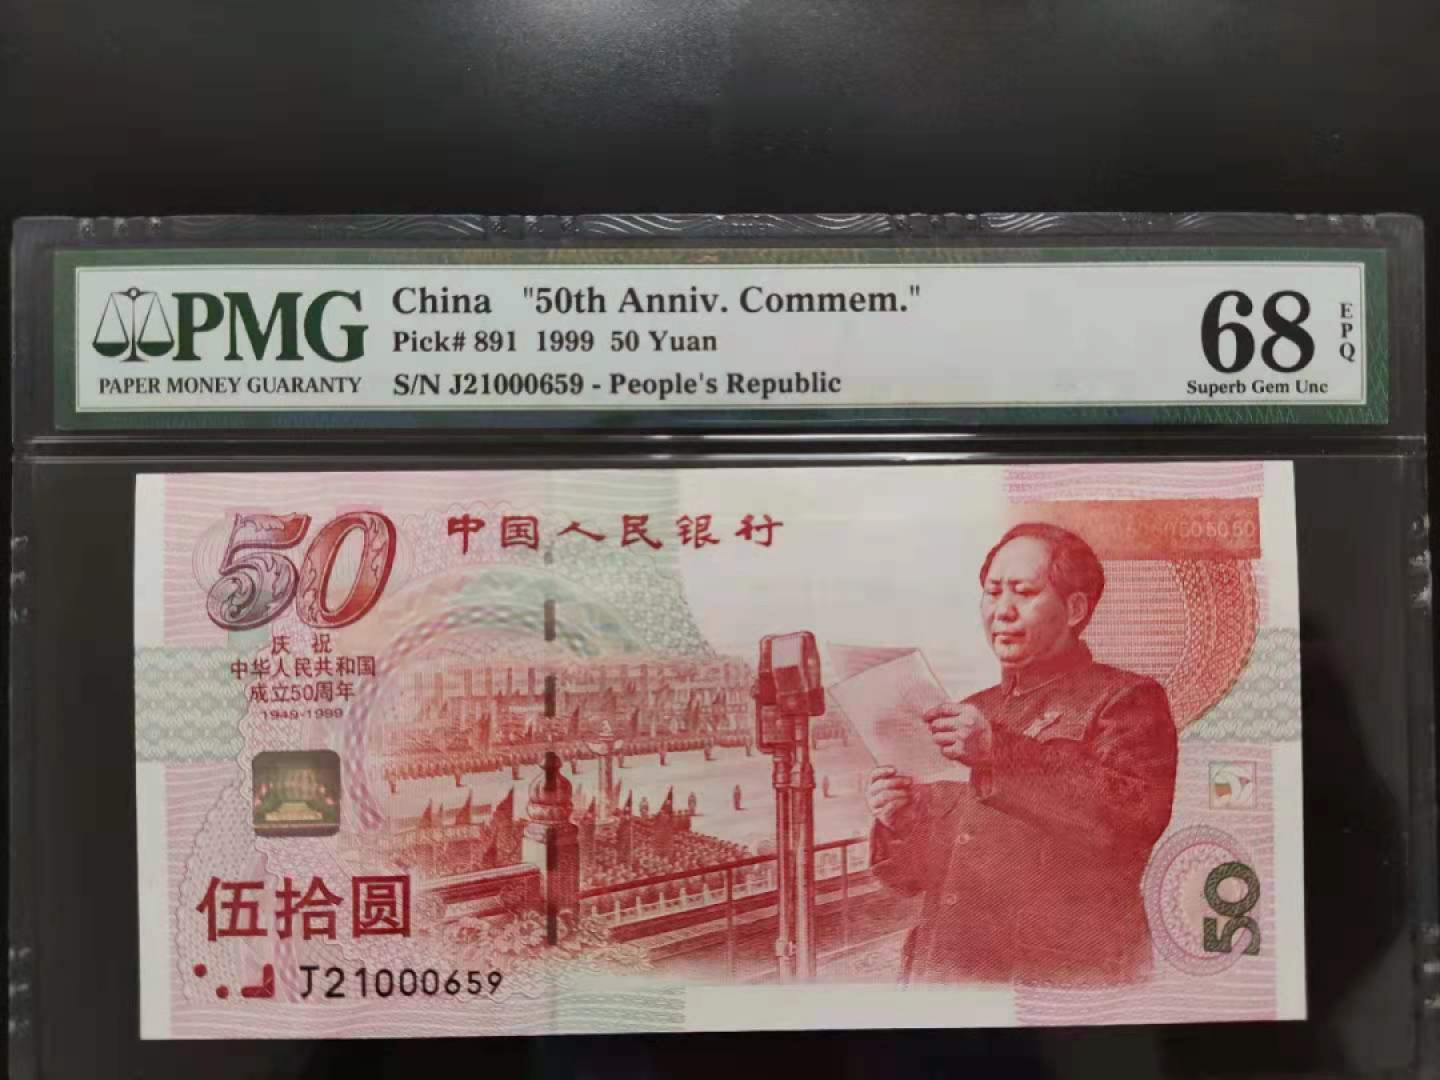 PMG
PAPER MONEY GUARANTY
China "50th Anniv. Commem."
Pick# 891 1999 50 Yuan
S/N J21000659 - People's Republic
68
EPQ
Superb Gem Unc
50
中国人民银行
庆祝
中华人民共和国
成立50周年
1949-1999
伍拾圆
J21000659
50